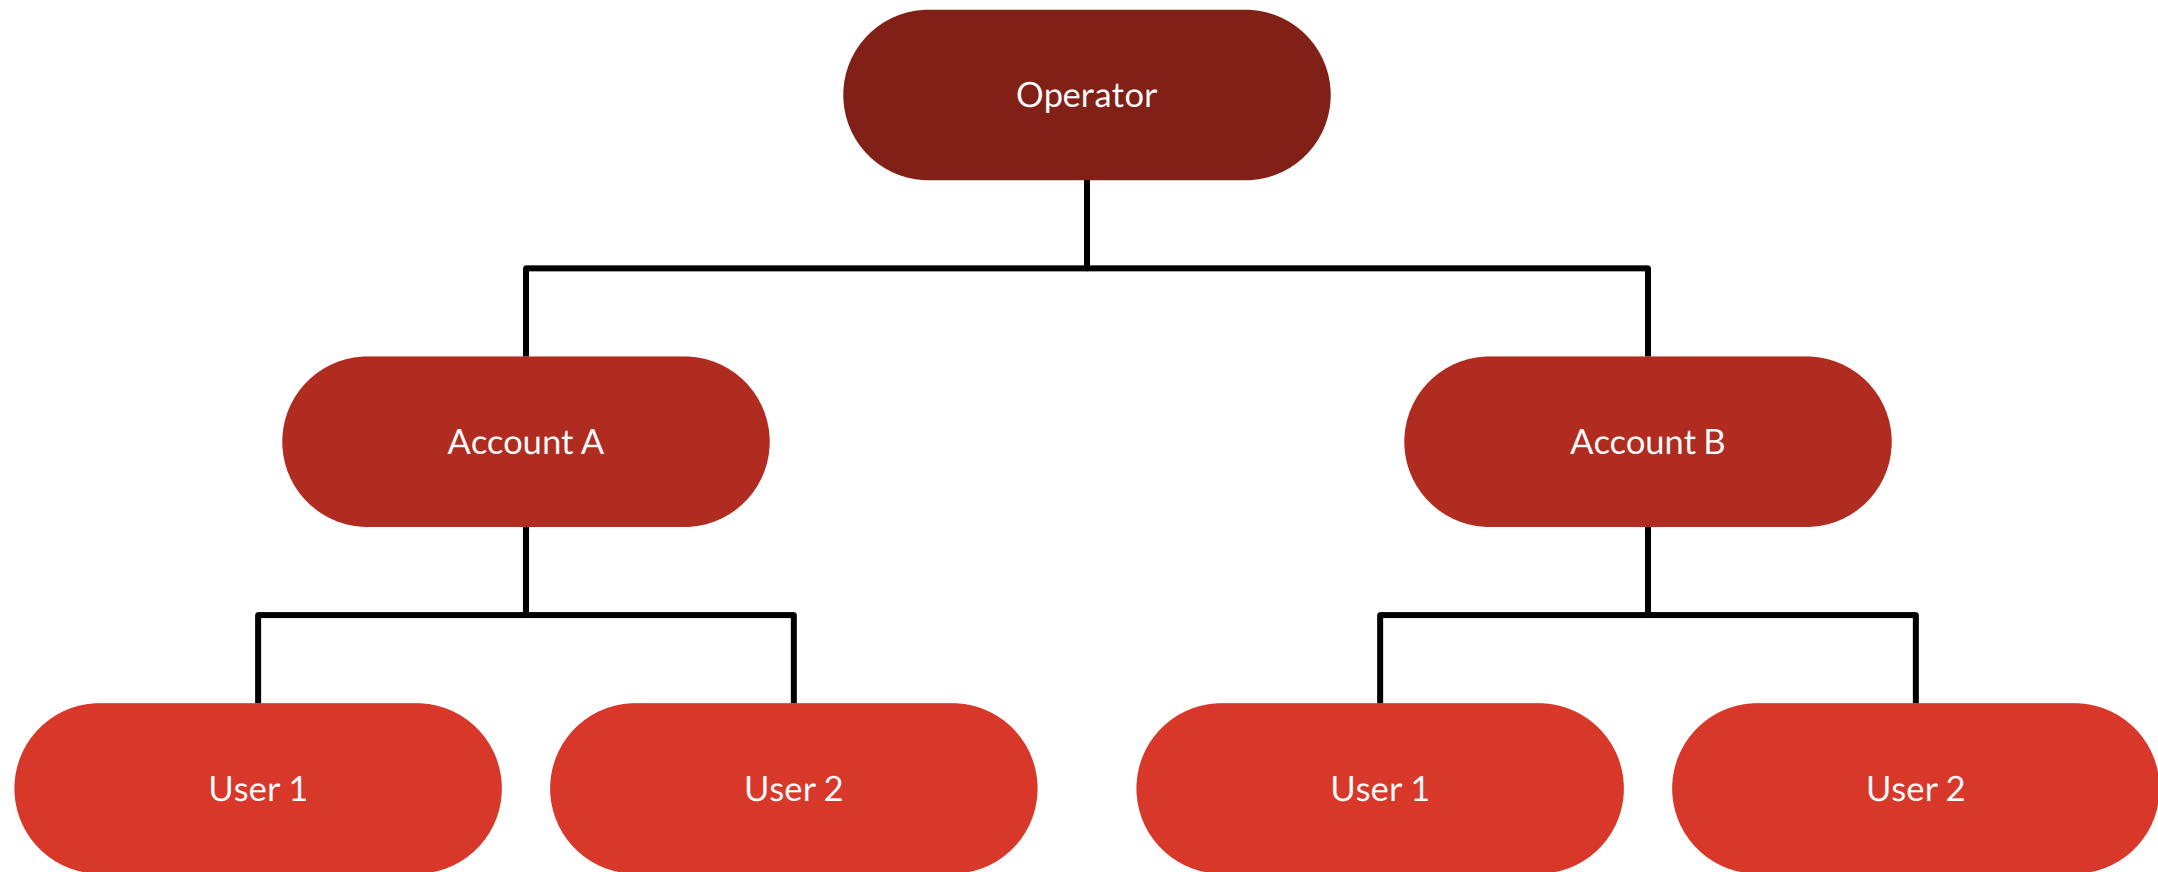 Operator
Account A
Account B
User 1
User 2
User 1
User 2